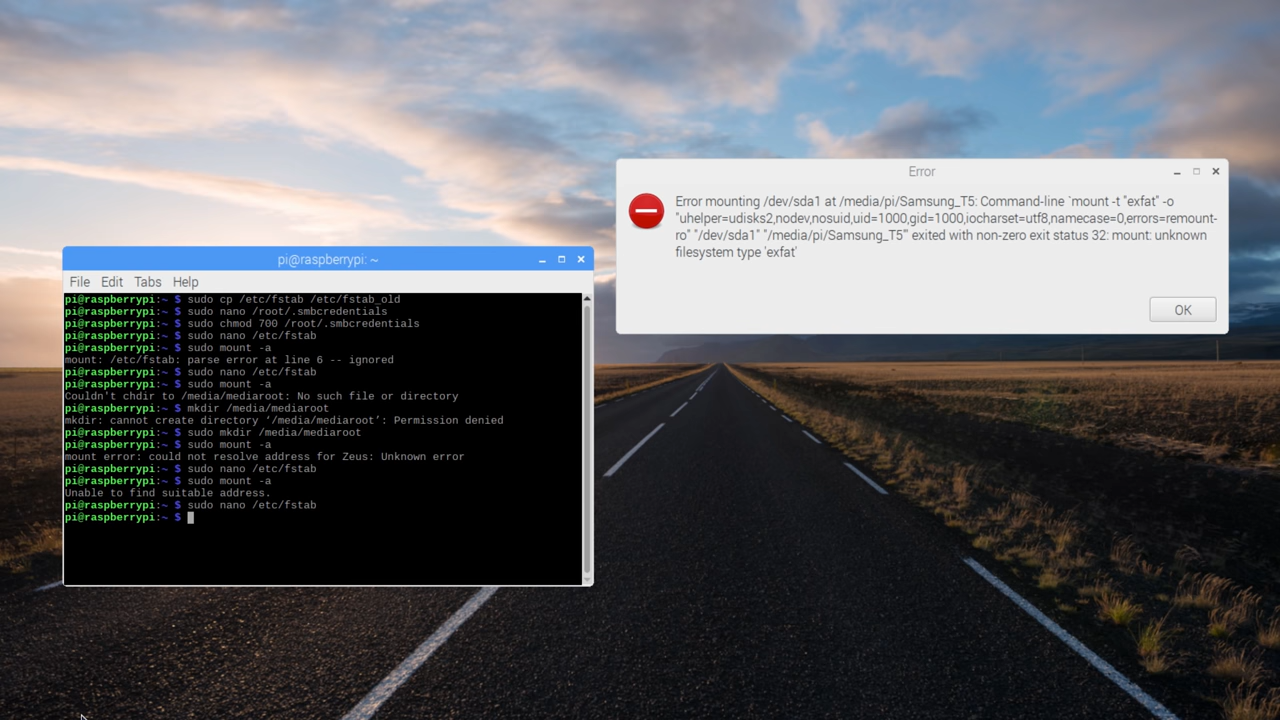 pi@raspberrypi: ~
File Edit Tabs Help
pi@raspberrypi:~ $ sudo cp /etc/fstab /etc/fstab_old
pi@raspberrypi:~ $ sudo nano /root/.smbcredentials
pi@raspberrypi:~ $ sudo chmod 700 /root/.smbcredentials
pi@raspberrypi:~ $ sudo nano /etc/fstab
pi@raspberrypi:~ $ sudo mount -a
mount: /etc/fstab: parse error at line 6 -- ignored
pi@raspberrypi:~ $ sudo nano /etc/fstab
pi@raspberrypi:~ $ sudo mount -a
Couldn't chdir to /media/mediaroot: No such file or directory
pi@raspberrypi:~ $ mkdir /media/mediaroot
mkdir: cannot create directory ‘/media/mediaroot’: Permission denied
pi@raspberrypi:~ $ sudo mkdir /media/mediaroot
pi@raspberrypi:~ $ sudo mount -a
mount error: could not resolve address for Zeus: Unknown error
pi@raspberrypi:~ $ sudo nano /etc/fstab
pi@raspberrypi:~ $ sudo mount -a
Unable to find suitable address.
pi@raspberrypi:~ $ sudo nano /etc/fstab
pi@raspberrypi:~ $
Error
Error mounting /dev/sda1 at /media/pi/Samsung_T5: Command-line `mount -t "exfat" -o
"uhelper=udisks2,nodev,nosuid,uid=1000,gid=1000,iocharset=utf8,namecase=0,errors=remount-
ro" "/dev/sda1" "/media/pi/Samsung_T5"' exited with non-zero exit status 32: mount: unknown
filesystem type 'exfat'
OK